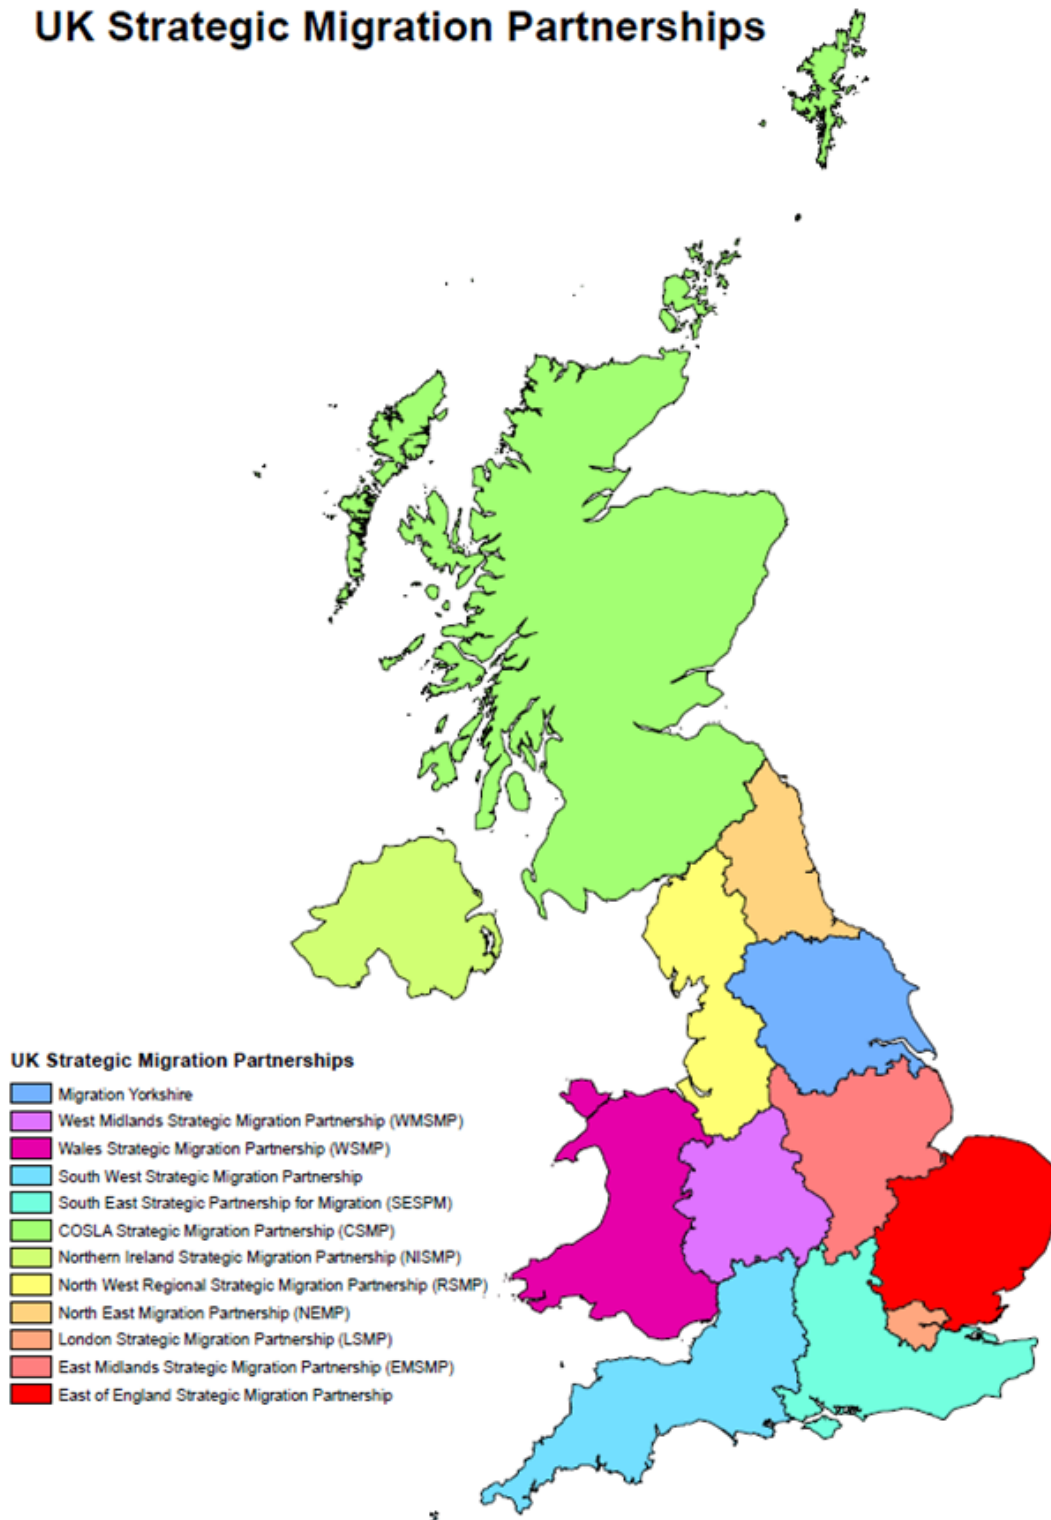 UK Strategic Migration Partnerships
UK Strategic Migration Partnerships
Migration Yorkshire
West Midlands Strategic Migration Partnership (WMSMP)
Wales Strategic Migration Partnership (WSMP)
South West Strategic Migration Partnership
South East Strategic Partnership for Migration (SESPM)
COSLA Strategic Migration Partnership (CSMP)
Northern Ireland Strategic Migration Partnership (NISMP)
North West Regional Strategic Migration Partnership (RSMP)
North East Migration Partnership (NEMP)
London Strategic Migration Partnership (LSMP)
East Midlands Strategic Migration Partnership (EMSMP)
East of England Strategic Migration Partnership